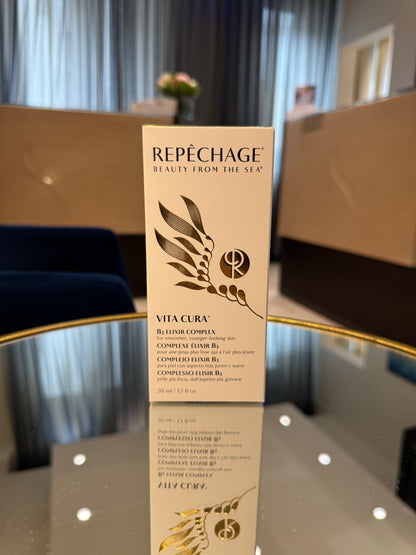 REPÊCHAGE®
BEAUTY FROM THE SEA®
VITA CURA®
B3 ELIXIR COMPLEX
for smoother, younger-looking skin
COMPLEXE ÉLIXIR B3
pour une peau plus lisse qui a l'air plus jeune
COMPLEJO ELIXIR B3
para piel con aspecto más joven y suave
COMPLESSO ELISIR B3
pelle più liscia, dall'aspetto più giovane
50 ml / 1.7 fl oz